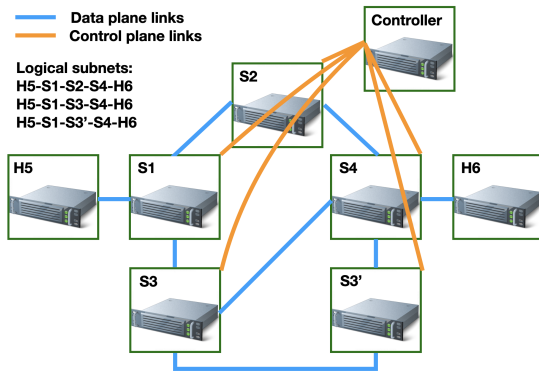 Data plane links
Control plane links
Controller
Logical subnets:
H5-S1-S2-S4-H6
H5-S1-S3-S4-H6
H5-S1-S3’-S4-H6
S2
H5
S1
S4
H6
S3
S3’